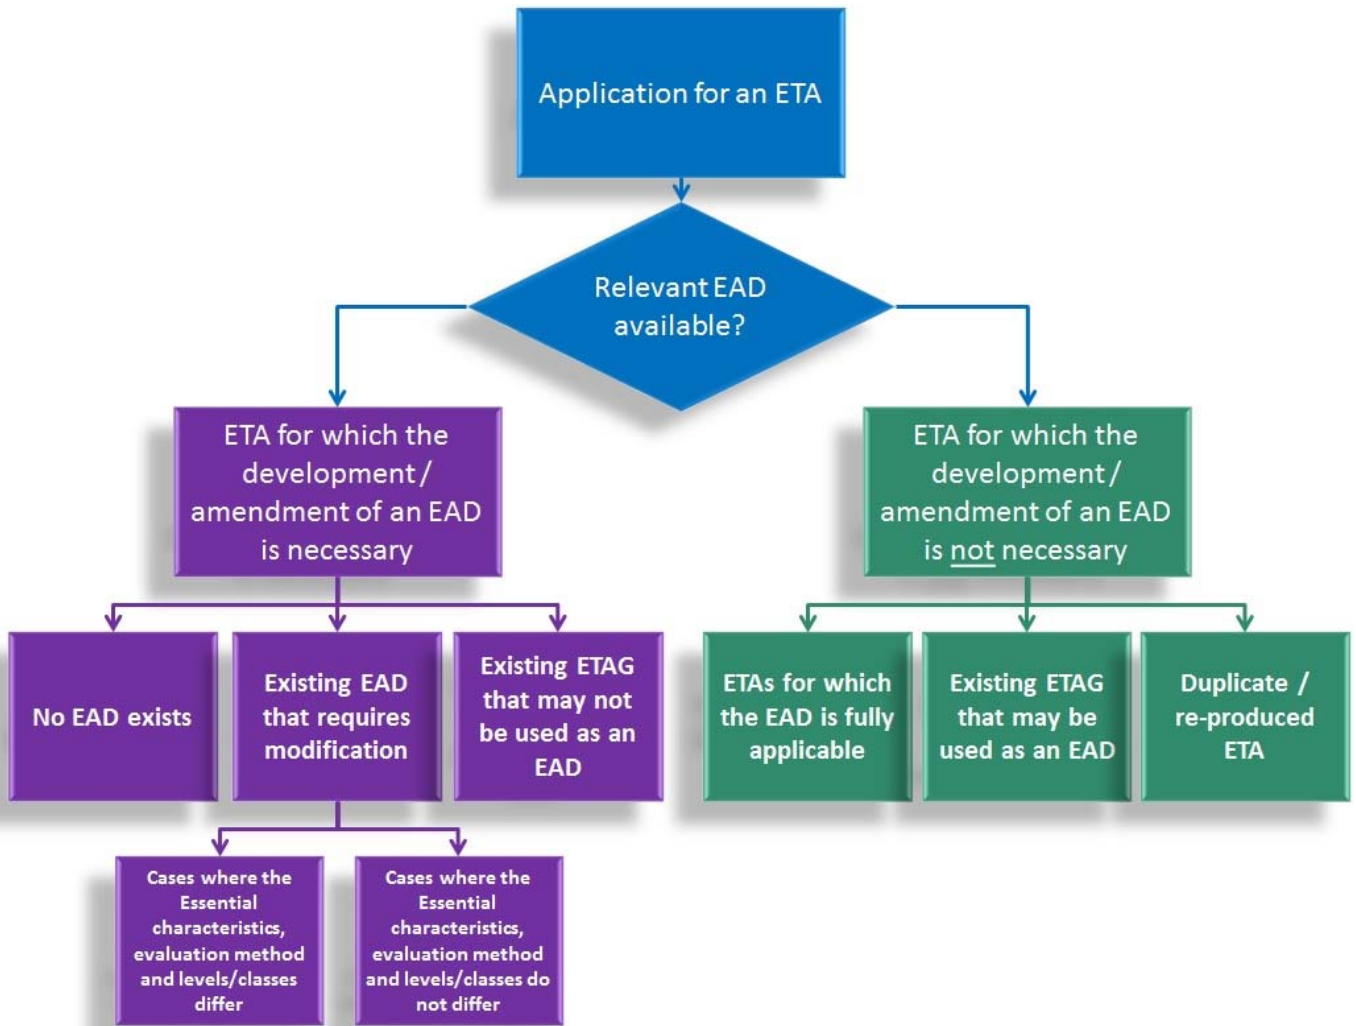 Application for an ETA
Relevant EAD
available?
ETA for which the
development /
amendment of an EAD
is necessary
ETA for which the
development /
amendment of an EAD
is not necessary
No EAD exists
Existing EAD
that requires
modification
Existing ETAG
that may not
be used as an
EAD
ETAs for which
the EAD is fully
applicable
Existing ETAG
that may be
used as an EAD
Duplicate /
re-produced
ETA
Cases where the
Essential
characteristics,
evaluation method
and levels/classes
differ
Cases where the
Essential
characteristics,
evaluation method
and levels/classes do
not differ